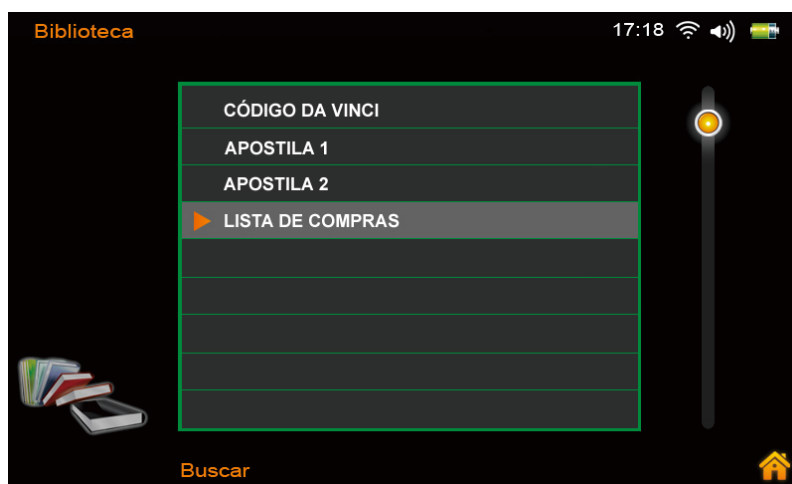 Biblioteca
17:18
CÓDIGO DA VINCI
APOSTILA 1
APOSTILA 2
LISTA DE COMPRAS
Buscar